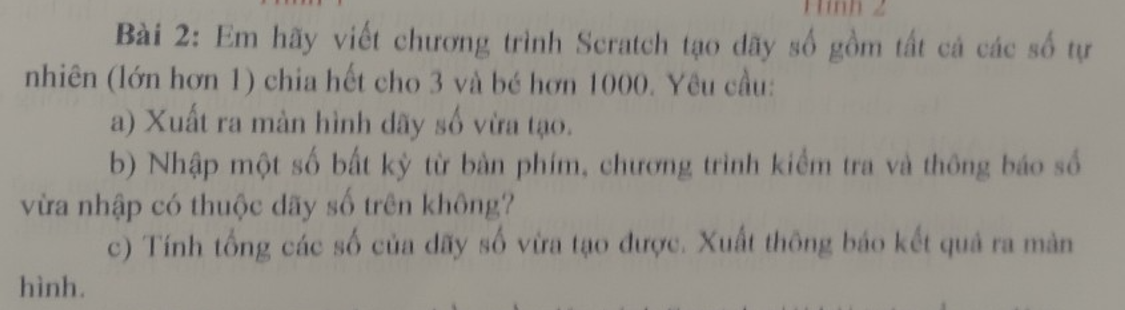 Hình 2
Bài 2: Em hãy viết chương trình Scratch tạo dãy số gồm tất cả các số tự
nhiên (lớn hơn 1) chia hết cho 3 và bé hơn 1000. Yêu cầu:
a) Xuất ra màn hình dãy số vừa tạo.
b) Nhập một số bất kỳ từ bàn phím, chương trình kiểm tra và thông báo số
vừa nhập có thuộc dãy số trên không?
c) Tính tổng các số của dãy số vừa tạo được. Xuất thông báo kết quả ra màn
hình.